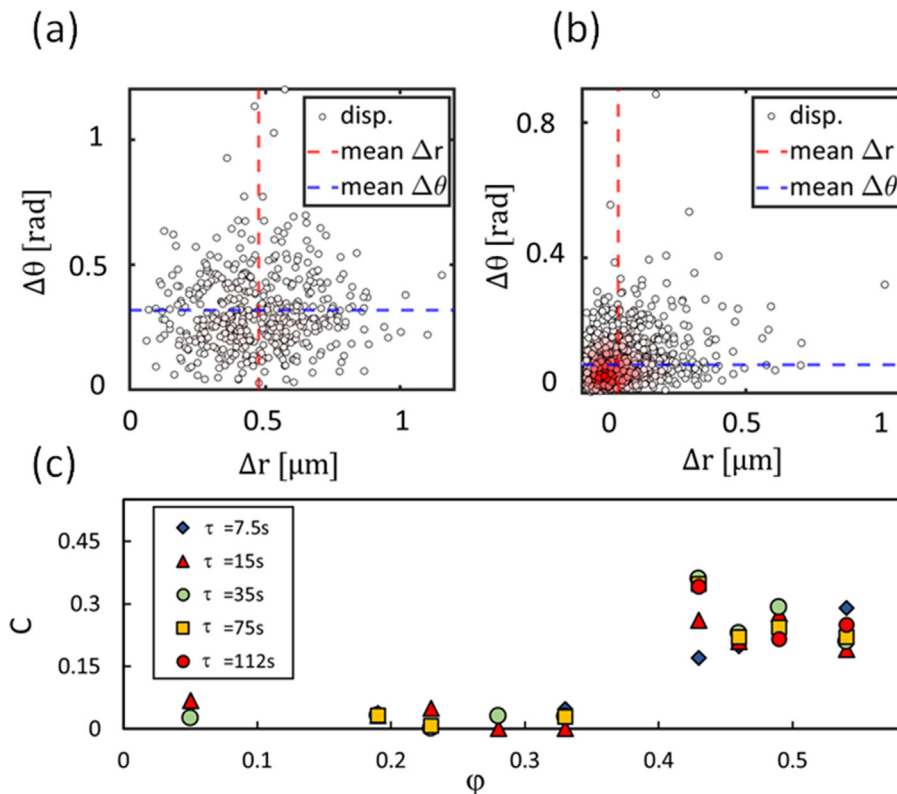 (a)
(b)
disp.
mean Δr
mean Δθ
1
0.5
0
Δθ [rad]
0
0.5
1
Δr [μm]
disp.
mean Δr
mean Δθ
0.8
0.4
0
Δθ [rad]
0
0.5
1
Δr [μm]
(c)
0.45
0.3
0.15
0
C
τ =7.5s
τ =15s
τ =35s
τ =75s
τ =112s
0
0.1
0.2
0.3
0.4
0.5
φ